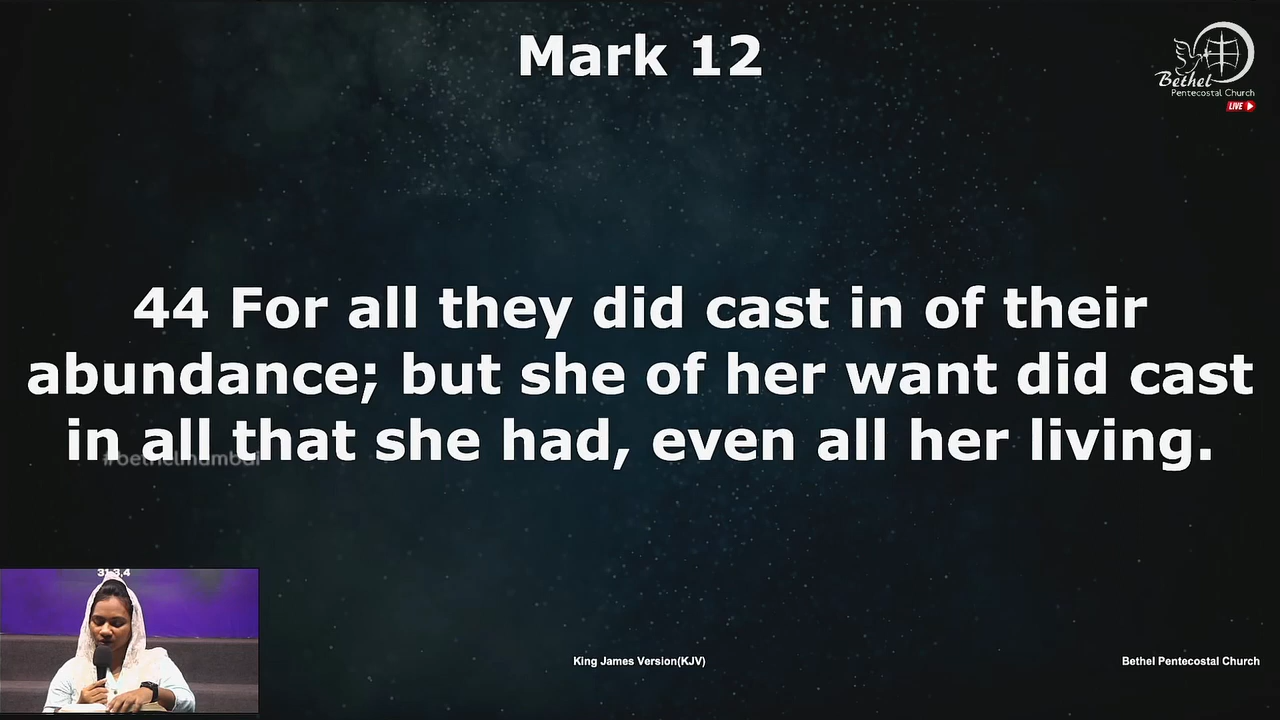 Mark 12
Bethel
Pentecostal Church
LIVE
44 For all they did cast in of their
abundance; but she of her want did cast
in all that she had, even all her living.
#bethelmumbai
King James Version(KJV)
Bethel Pentecostal Church